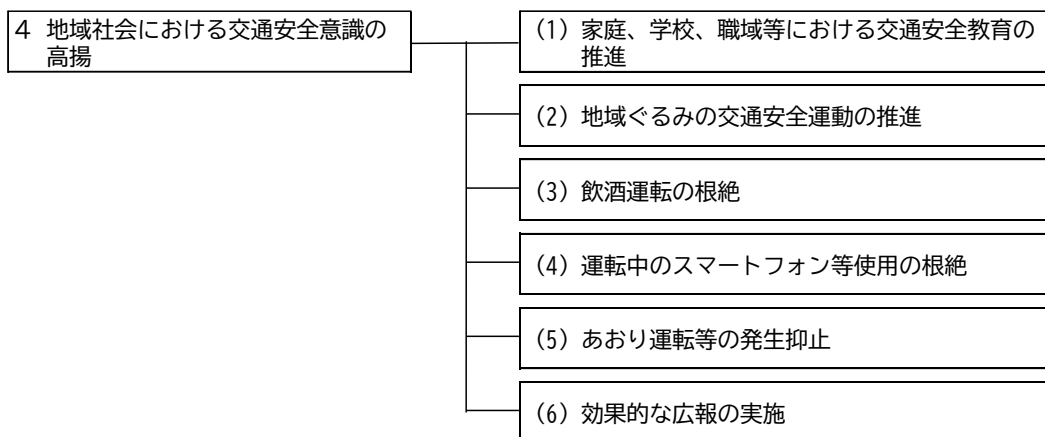 4 地域社会における交通安全意識の
高揚
(1) 家庭、学校、職域等における交通安全教育の
推進
(2) 地域ぐるみの交通安全運動の推進
(3) 飲酒運転の根絶
(4) 運転中のスマートフォン等使用の根絶
(5) あおり運転等の発生抑止
(6) 効果的な広報の実施